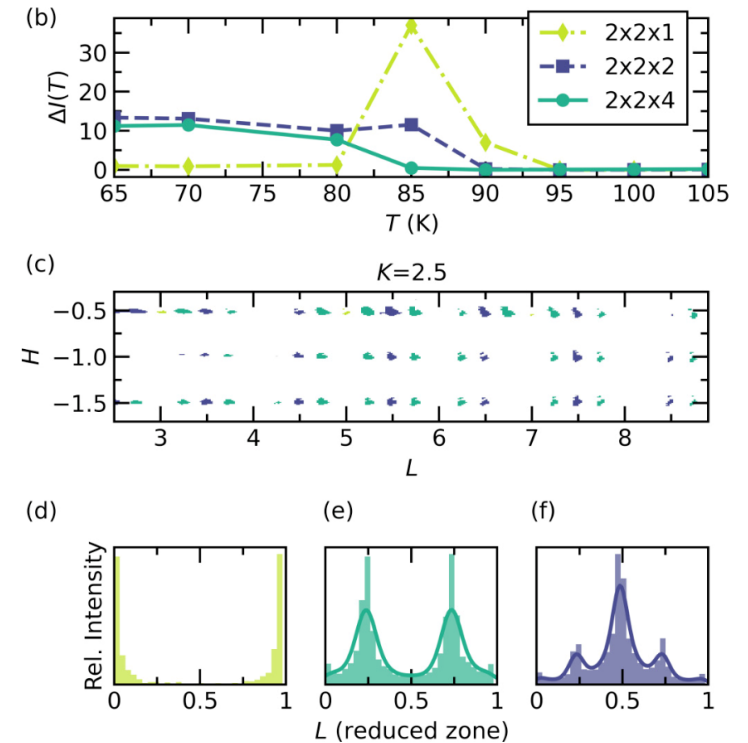 (b)
ΔI(T)
30
20
10
0
2x2x1
2x2x2
2x2x4
65 70 75 80 85 90 95 100 105
T (K)
(c)
K=2.5
H
−0.5
−1.0
−1.5
3 4 5 6 7 8
L
(d) (e) (f)
Rel. Intensity
0 0.5 1 0 0.5 1 0 0.5 1
L (reduced zone)